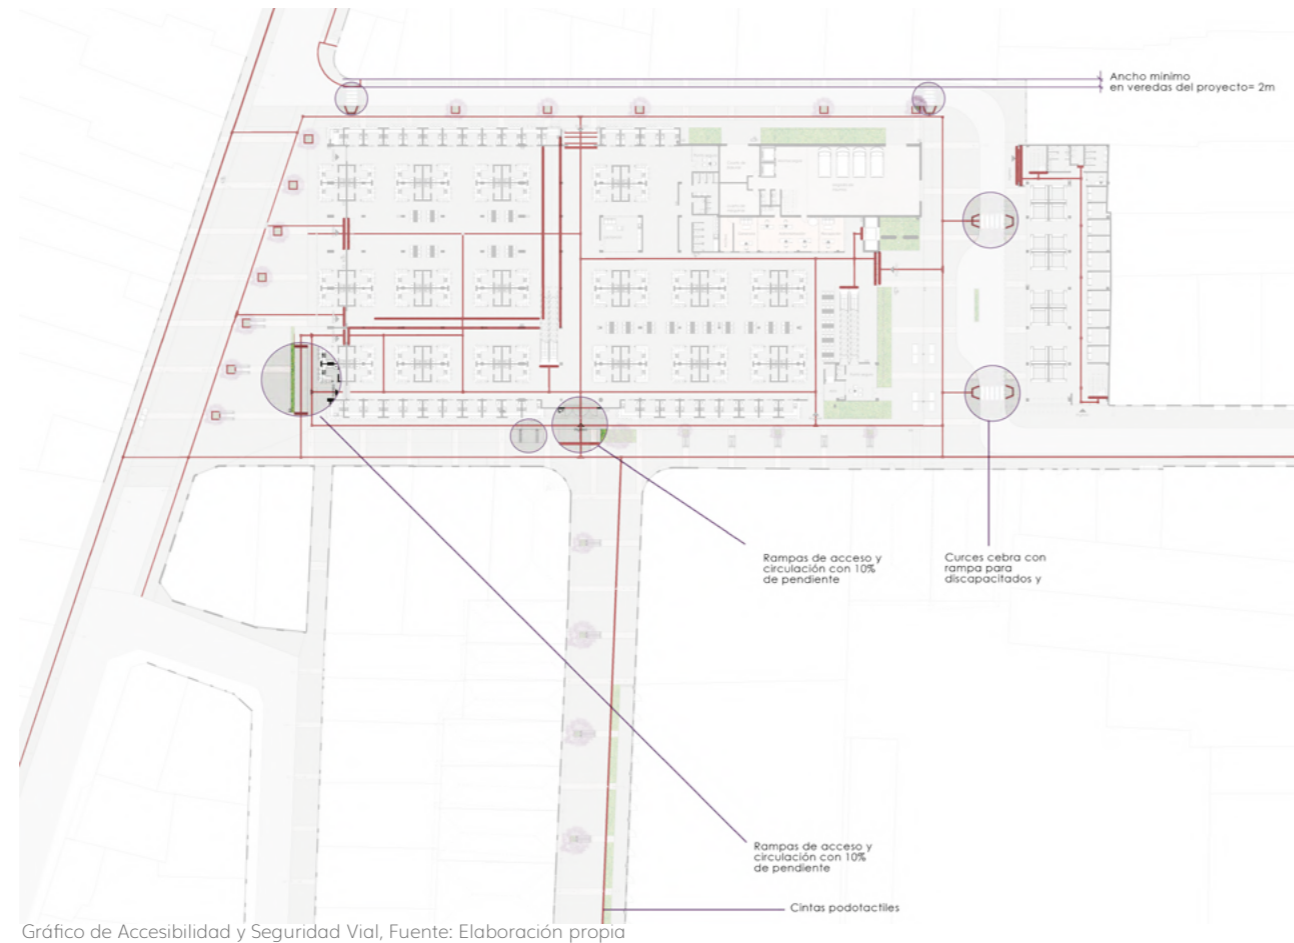 Ancho minimo
en veredas del proyecto= 2m
Rampas de acceso y
circulación con 10%
de pendiente
Curces cebra con
rampa para
discapacitados y
Rampas de acceso y
circulación con 10%
de pendiente
Cintas podotactiles
Gráfico de Accesibilidad y Seguridad Vial, Fuente: Elaboración propia